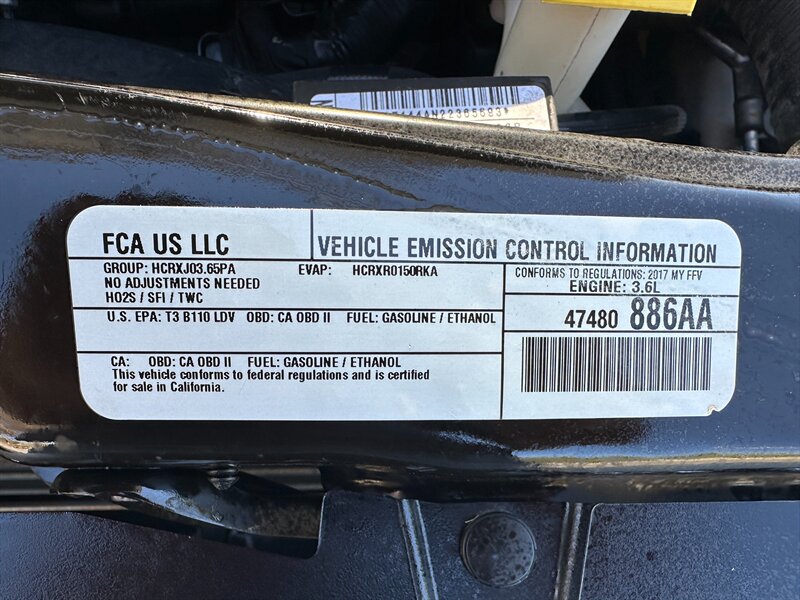 FCA US LLC
VEHICLE EMISSION CONTROL INFORMATION
GROUP: HCRXJ03.65PA EVAP: HCRXR0150RKA
NO ADJUSTMENTS NEEDED
HO2S / SFI / TWC
CONFORMS TO REGULATIONS: 2017 MY FFV
ENGINE: 3.6L
U.S. EPA: T3 B110 LDV OBD: CA OBD II FUEL: GASOLINE / ETHANOL
47480 886AA
CA: OBD: CA OBD II FUEL: GASOLINE / ETHANOL
This vehicle conforms to federal regulations and is certified
for sale in California.